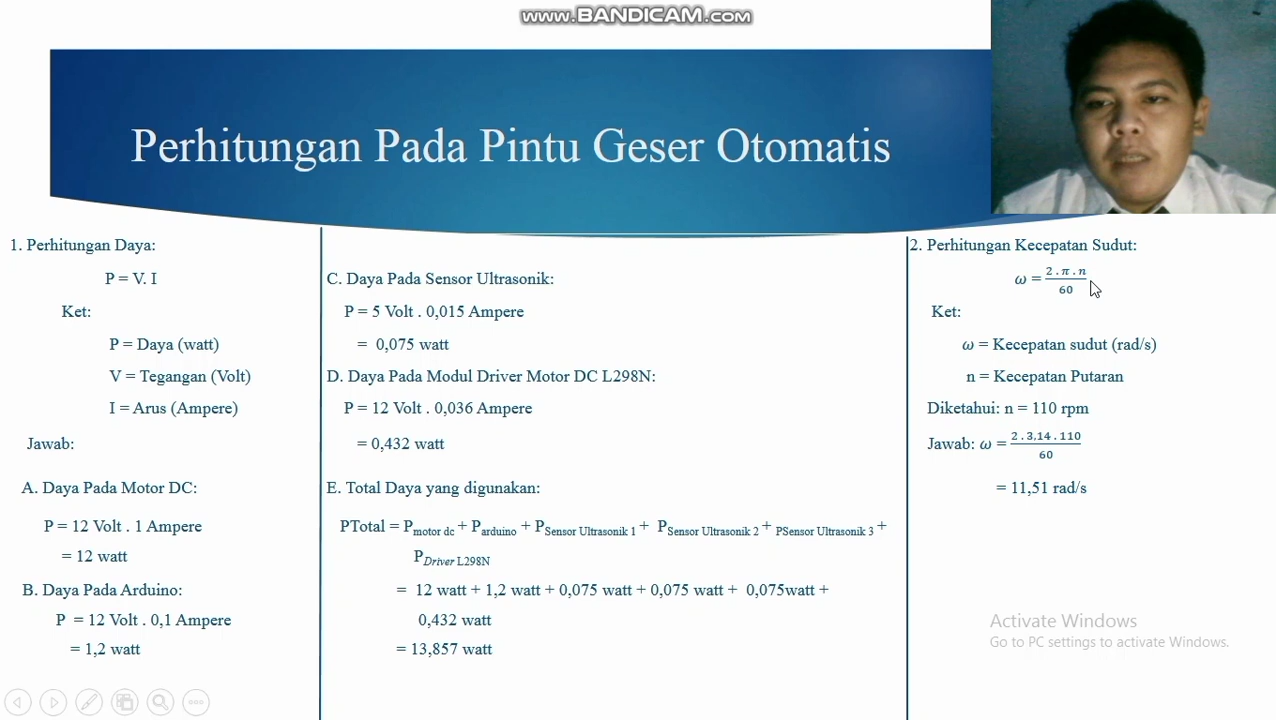 www.BANDICAM.com
Perhitungan Pada Pintu Geser Otomatis
1. Perhitungan Daya:
P = V. I
Ket:
P = Daya (watt)
V = Tegangan (Volt)
I = Arus (Ampere)
Jawab:
A. Daya Pada Motor DC:
P = 12 Volt . 1 Ampere
= 12 watt
B. Daya Pada Arduino:
P = 12 Volt . 0,1 Ampere
= 1,2 watt
C. Daya Pada Sensor Ultrasonik:
P = 5 Volt . 0,015 Ampere
= 0,075 watt
D. Daya Pada Modul Driver Motor DC L298N:
P = 12 Volt . 0,036 Ampere
= 0,432 watt
E. Total Daya yang digunakan:
PTotal = Pmotor dc + Parduino + PSensor Ultrasonik 1 + PSensor Ultrasonik 2 + PSensor Ultrasonik 3 +
PDriver L298N
= 12 watt + 1,2 watt + 0,075 watt + 0,075 watt + 0,075watt +
0,432 watt
= 13,857 watt
2. Perhitungan Kecepatan Sudut:
ω = 2 . π . n / 60
Ket:
ω = Kecepatan sudut (rad/s)
n = Kecepatan Putaran
Diketahui: n = 110 rpm
Jawab: ω = 2 . 3,14 . 110 / 60
= 11,51 rad/s
Activate Windows
Go to PC settings to activate Windows.